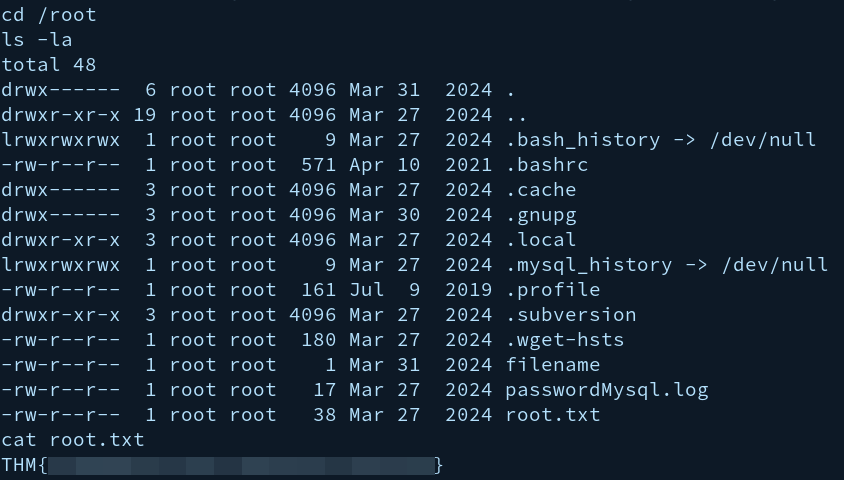 cd /root
ls -la
total 48
drwx------  6 root root 4096 Mar 31  2024 .
drwxr-xr-x 19 root root 4096 Mar 27  2024 ..
lrwxrwxrwx  1 root root    9 Mar 27  2024 .bash_history -> /dev/null
-rw-r--r--  1 root root  571 Apr 10  2021 .bashrc
drwx------  3 root root 4096 Mar 27  2024 .cache
drwx------  3 root root 4096 Mar 30  2024 .gnupg
drwxr-xr-x  3 root root 4096 Mar 27  2024 .local
lrwxrwxrwx  1 root root    9 Mar 27  2024 .mysql_history -> /dev/null
-rw-r--r--  1 root root  161 Jul  9  2019 .profile
drwxr-xr-x  3 root root 4096 Mar 27  2024 .subversion
-rw-r--r--  1 root root  180 Mar 27  2024 .wget-hsts
-rw-r--r--  1 root root    1 Mar 31  2024 filename
-rw-r--r--  1 root root   17 Mar 27  2024 passwordMysql.log
-rw-r--r--  1 root root   38 Mar 27  2024 root.txt
cat root.txt
THM{}